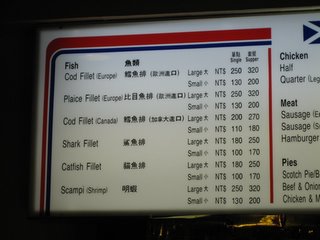 單點 套餐
Single Supper
Fish 魚類
Cod Fillet (Europe) 鱈魚排 (歐洲進口) Large 大 NT$ 250 320
Small 小 NT$ 130 200
Plaice Fillet (Europe) 比目魚排 (歐洲進口) Large 大 NT$ 250 320
Small 小 NT$ 130 200
Cod Fillet (Canada) 鱈魚排 (加拿大進口) Large 大 NT$ 200 270
Small 小 NT$ 110 180
Shark Fillet 鯊魚排 Large 大 NT$ 180 250
Small 小 NT$ 100 170
Catfish Fillet 鯰魚排 Large 大 NT$ 180 250
Small 小 NT$ 100 170
Scampi (Shrimp) 明蝦 Large 大 NT$ 250 320
Small 小 NT$ 130 200
Chicken
Half
Quarter (Leg
Meat
Sausage
Sausage
Hamburger
Pies
Scotch Pie/B
Beef & Onion
Chicken & M